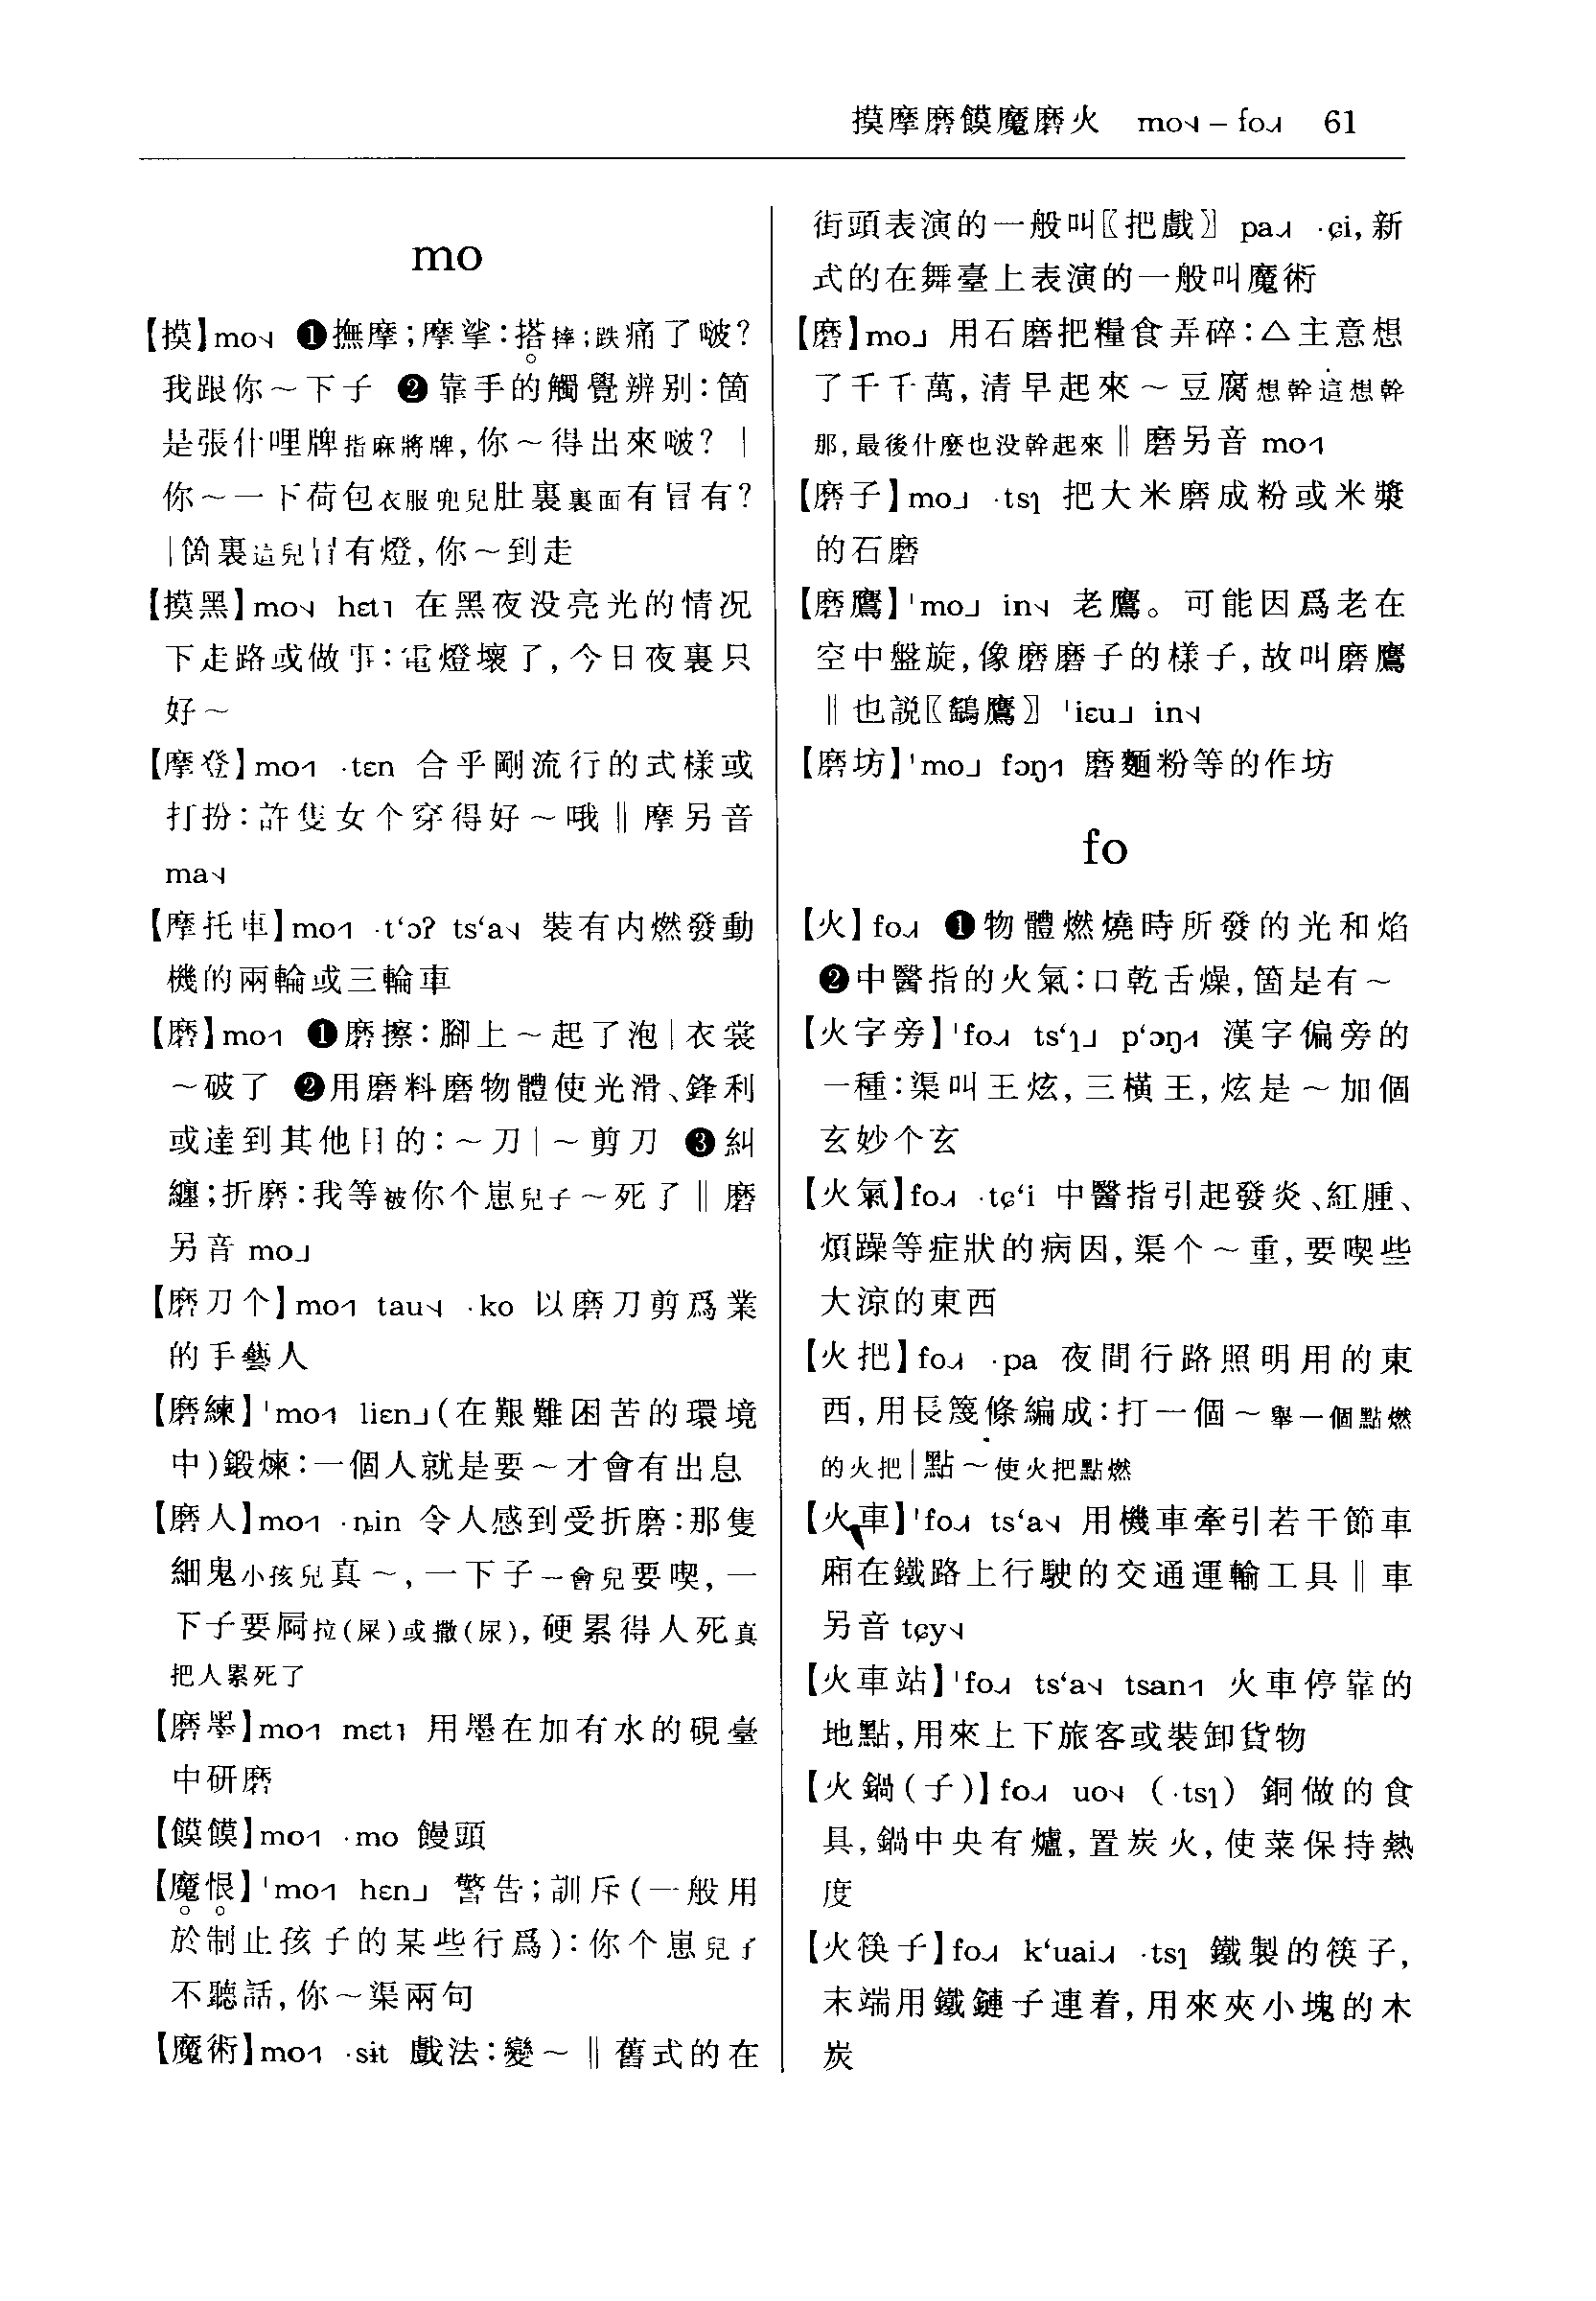 摸摩磨饃魔磨火 mo˧˨ – fo˨˩˧ 61
mo
【摸】mo˧˨ ❶撫摩；摩挲：搭摔；跌痛了啵？
我跟你～下子 ❷靠手的觸覺辨别：箇
是張什哩牌指麻將牌，你～得出來啵？｜
你～一下荷包衣服兜兒肚裏裏面有冒有？
｜箇裏這兒冒有燈，你～到走
【摸黑】mo˧˨ hɛt˥ 在黑夜没亮光的情况
下走路或做事：電燈壞了，今日夜裏只
好～
【摩登】mo˧˥ ·tɛn 合乎剛流行的式樣或
打扮：許隻女个穿得好～哦‖摩另音
ma˧˨
【摩托車】mo˧˥ ·tʻɔʔ tsʻa˧˨ 裝有内燃發動
機的兩輪或三輪車
【磨】mo˧˥ ❶磨擦：腳上～起了泡｜衣裳
～破了 ❷用磨料磨物體使光滑、鋒利
或達到其他目的：～刀｜～剪刀 ❸糾
纏；折磨：我等被你个崽兒子～死了‖磨
另音 mo˩
【磨刀个】mo˧˥ tau˧˨ ·ko 以磨刀剪爲業
的手藝人
【磨練】ˈmo˧˥ liɛn˩（在艱難困苦的環境
中）鍛煉：一個人就是要～才會有出息
【磨人】mo˧˥ ·ȵin 令人感到受折磨：那隻
細鬼小孩兒真～，一下子一會兒要喫，一
下子要屙拉（屎）或撒（尿），硬累得人死真
把人累死了
【磨墨】mo˧˥ mɛt˥ 用墨在加有水的硯臺
中研磨
【饃饃】mo˧˥ ·mo 饅頭
【魔恨】ˈmo˧˥ hɛn˩ 警告；訓斥（一般用
於制止孩子的某些行爲）：你个崽兒子
不聽話，你～渠兩句
【魔術】mo˧˥ ·sɨt 戲法：變～‖舊式的在
街頭表演的一般叫〖把戲〗 pa˨˩˧ ·ɕi，新
式的在舞臺上表演的一般叫魔術
【磨】mo˩ 用石磨把糧食弄碎：△主意想
了千千萬，清早起來～豆腐想幹這想幹
那，最後什麽也没幹起來‖磨另音 mo˧˥
【磨子】mo˩ ·tsɿ 把大米磨成粉或米漿
的石磨
【磨鷹】ˈmo˩ in˧˨ 老鷹。可能因爲老在
空中盤旋，像磨磨子的樣子，故叫磨鷹
‖也説〖鷂鷹〗 ˈiɛu˩ in˧˨
【磨坊】ˈmo˩ fɔŋ˧˥ 磨麵粉等的作坊
fo
【火】fo˨˩˧ ❶物體燃燒時所發的光和焰
❷中醫指的火氣：口乾舌燥，箇是有～
【火字旁】ˈfo˨˩˧ tsʻɿ˩ pʻɔŋ˧˥ 漢字偏旁的
一種：渠叫王炫，三橫王，炫是～加個
玄妙个玄
【火氣】fo˨˩˧ ·tɕʻi 中醫指引起發炎、紅腫、
煩躁等症狀的病因，渠个～重，要喫些
大涼的東西
【火把】fo˨˩˧ ·pa 夜間行路照明用的東
西，用長篾條編成：打一個～舉一個點燃
的火把｜點～使火把點燃
【火車】ˈfo˨˩˧ tsʻa˧˨ 用機車牽引若干節車
廂在鐵路上行駛的交通運輸工具‖車
另音 tɕy˧˨
【火車站】ˈfo˨˩˧ tsʻa˧˨ tsan˧˥ 火車停靠的
地點，用來上下旅客或裝卸貨物
【火鍋（子）】fo˨˩˧ uo˧˨ （·tsɿ） 銅做的食
具，鍋中央有爐，置炭火，使菜保持熱
度
【火筷子】fo˨˩˧ kʻuai˨˩˧ ·tsɿ 鐵製的筷子，
末端用鐵鏈子連着，用來夾小塊的木
炭